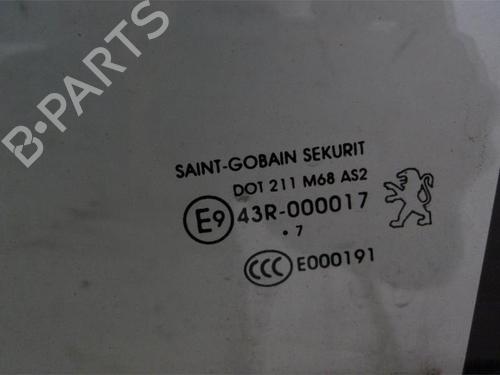 B-PARTS
SAINT-GOBAIN SEKURIT
DOT 211 M68 AS2
E9 43R-000017
. 7
CCC E000191